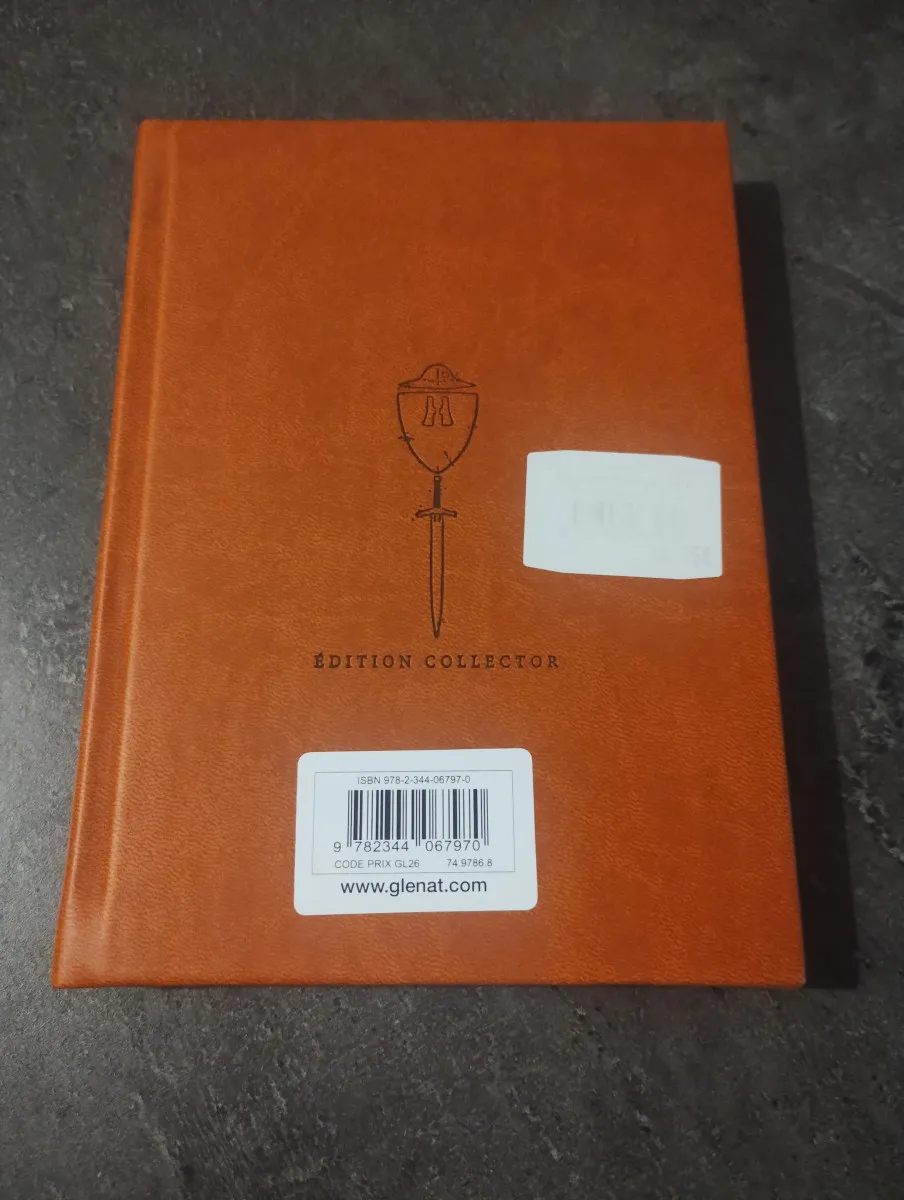 ÉDITION COLLECTOR
ISBN 978-2-344-06797-0
9 782344 067970
CODE PRIX GL26 74 9786.8
www.glenat.com